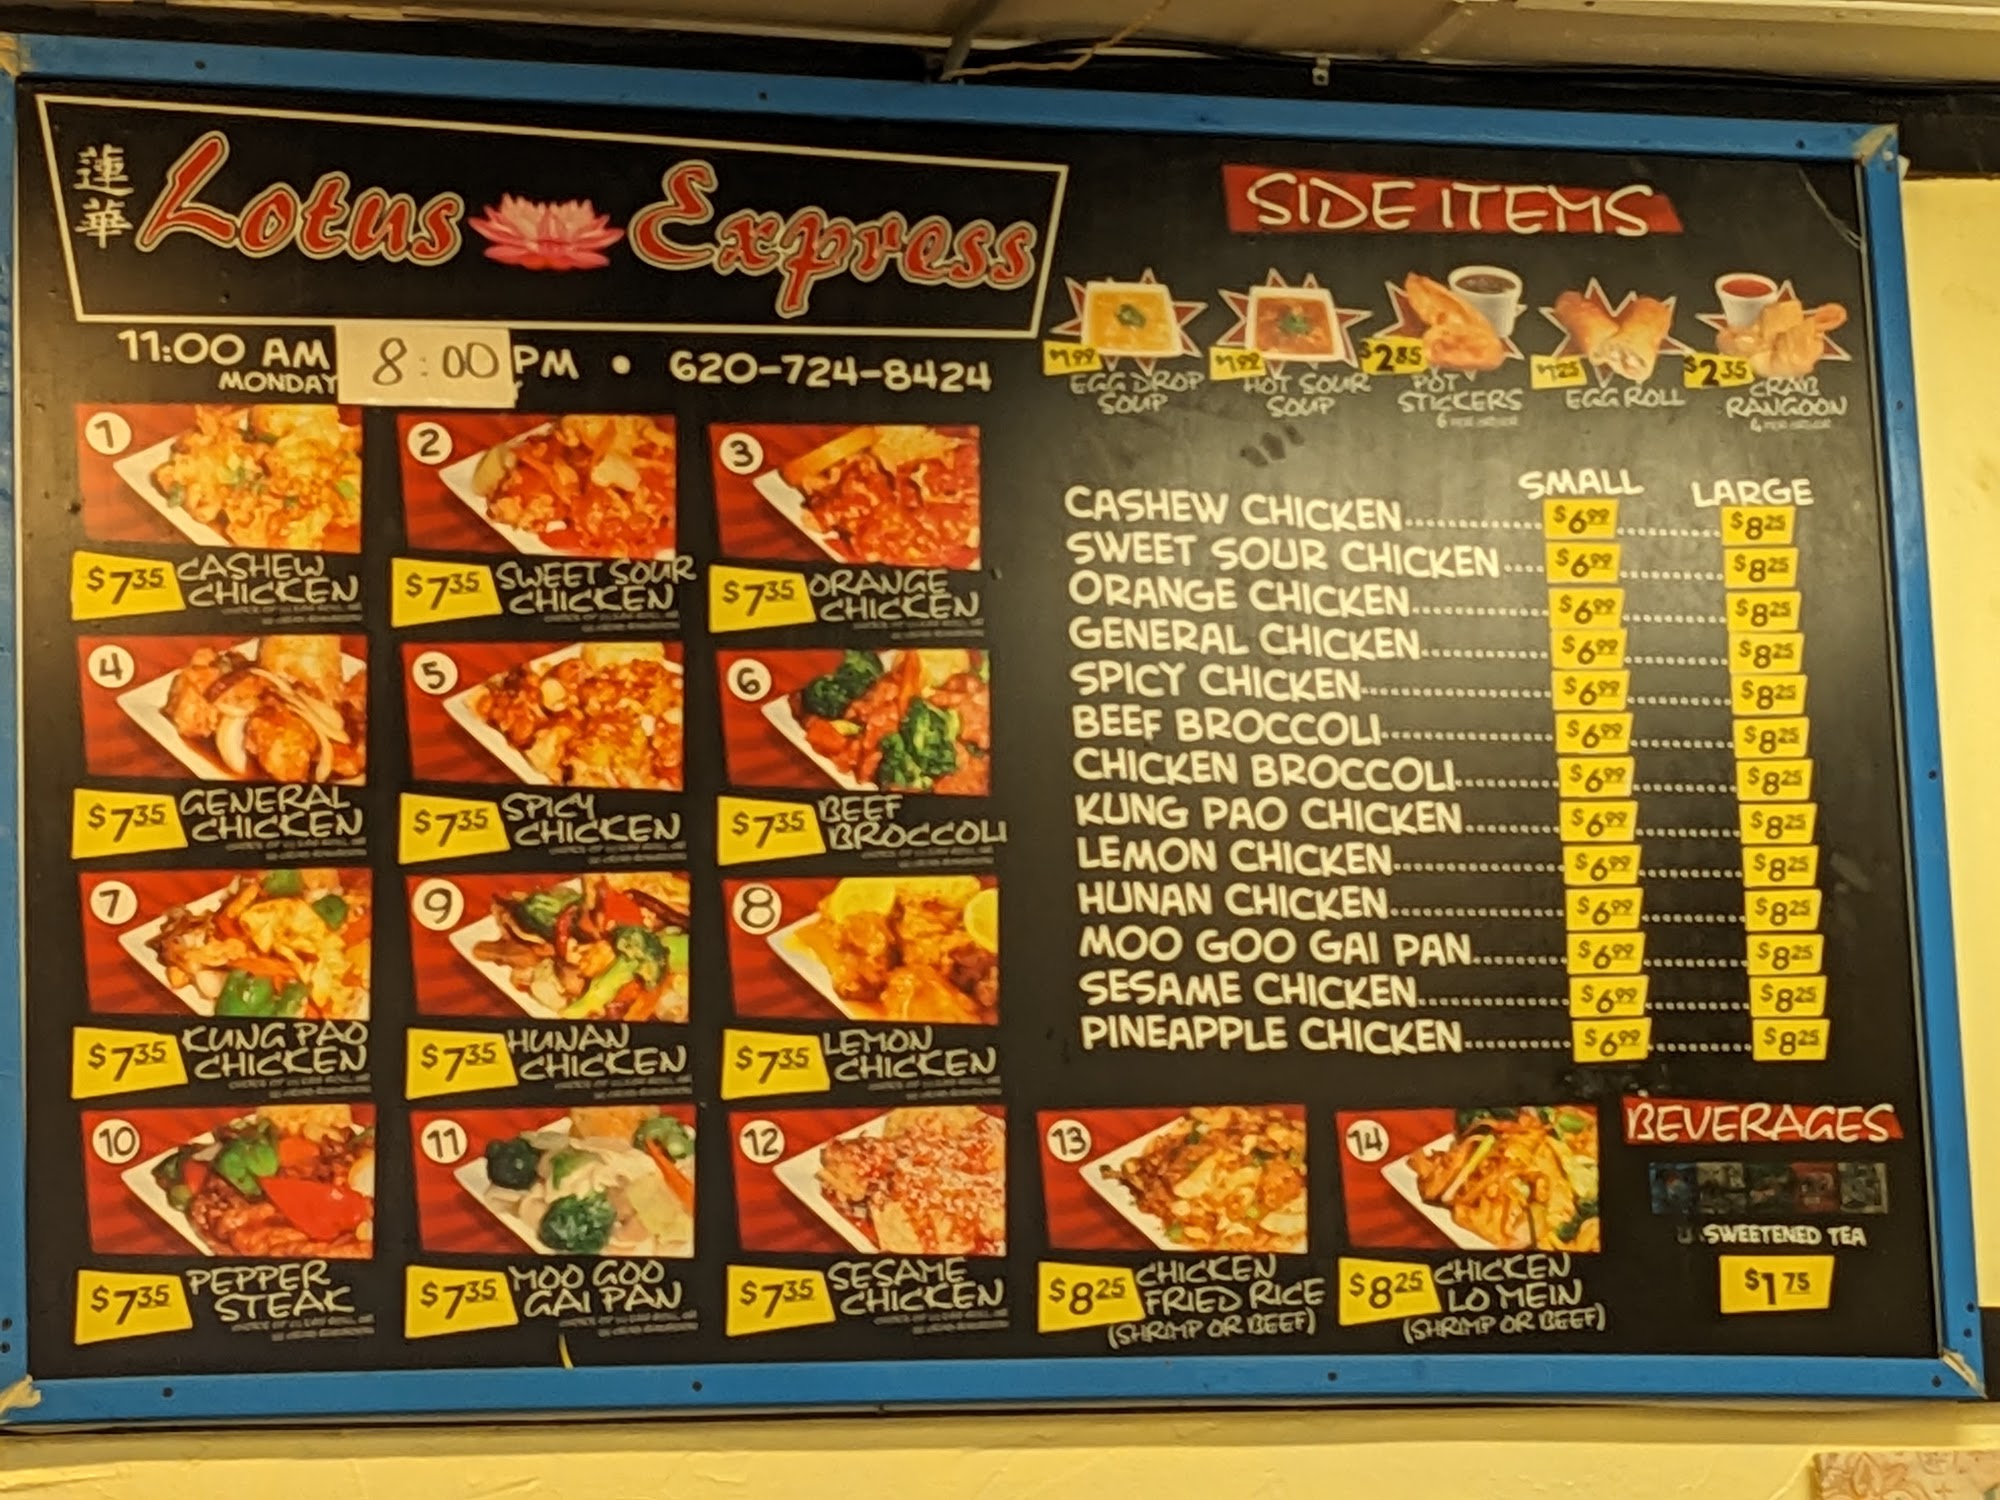 蓮華
Lotus Express
11:00 AM 8:00 PM • 620-724-8424
MONDAY
1
$7.35 CASHEW
CHICKEN
2
$7.35 SWEET SOUR
CHICKEN
3
$7.35 ORANGE
CHICKEN
4
$7.35 GENERAL
CHICKEN
5
$7.35 SPICY
CHICKEN
6
$7.35 BEEF
BROCCOLI
7
$7.35 KUNG PAO
CHICKEN
9
$7.35 HUNAN
CHICKEN
8
$7.35 LEMON
CHICKEN
10
$7.35 PEPPER
STEAK
11
$7.35 MOO GOO
GAI PAN
12
$7.35 SESAME
CHICKEN
13
$8.25 CHICKEN
FRIED RICE
(SHRIMP OR BEEF)
14
$8.25 CHICKEN
LO MEIN
(SHRIMP OR BEEF)
SIDE ITEMS
$1.99
EGG DROP
SOUP
$1.99
HOT SOUR
SOUP
$2.85
POT
STICKERS
6 PER ORDER
$1.25
EGG ROLL
$2.35
CRAB
RANGOON
SMALL LARGE
CASHEW CHICKEN $6.99 $8.25
SWEET SOUR CHICKEN $6.99 $8.25
ORANGE CHICKEN $6.99 $8.25
GENERAL CHICKEN $6.99 $8.25
SPICY CHICKEN $6.99 $8.25
BEEF BROCCOLI $6.99 $8.25
CHICKEN BROCCOLI $6.99 $8.25
KUNG PAO CHICKEN $6.99 $8.25
LEMON CHICKEN $6.99 $8.25
HUNAN CHICKEN $6.99 $8.25
MOO GOO GAI PAN $6.99 $8.25
SESAME CHICKEN $6.99 $8.25
PINEAPPLE CHICKEN $6.99 $8.25
BEVERAGES
SWEETENED TEA
$1.75